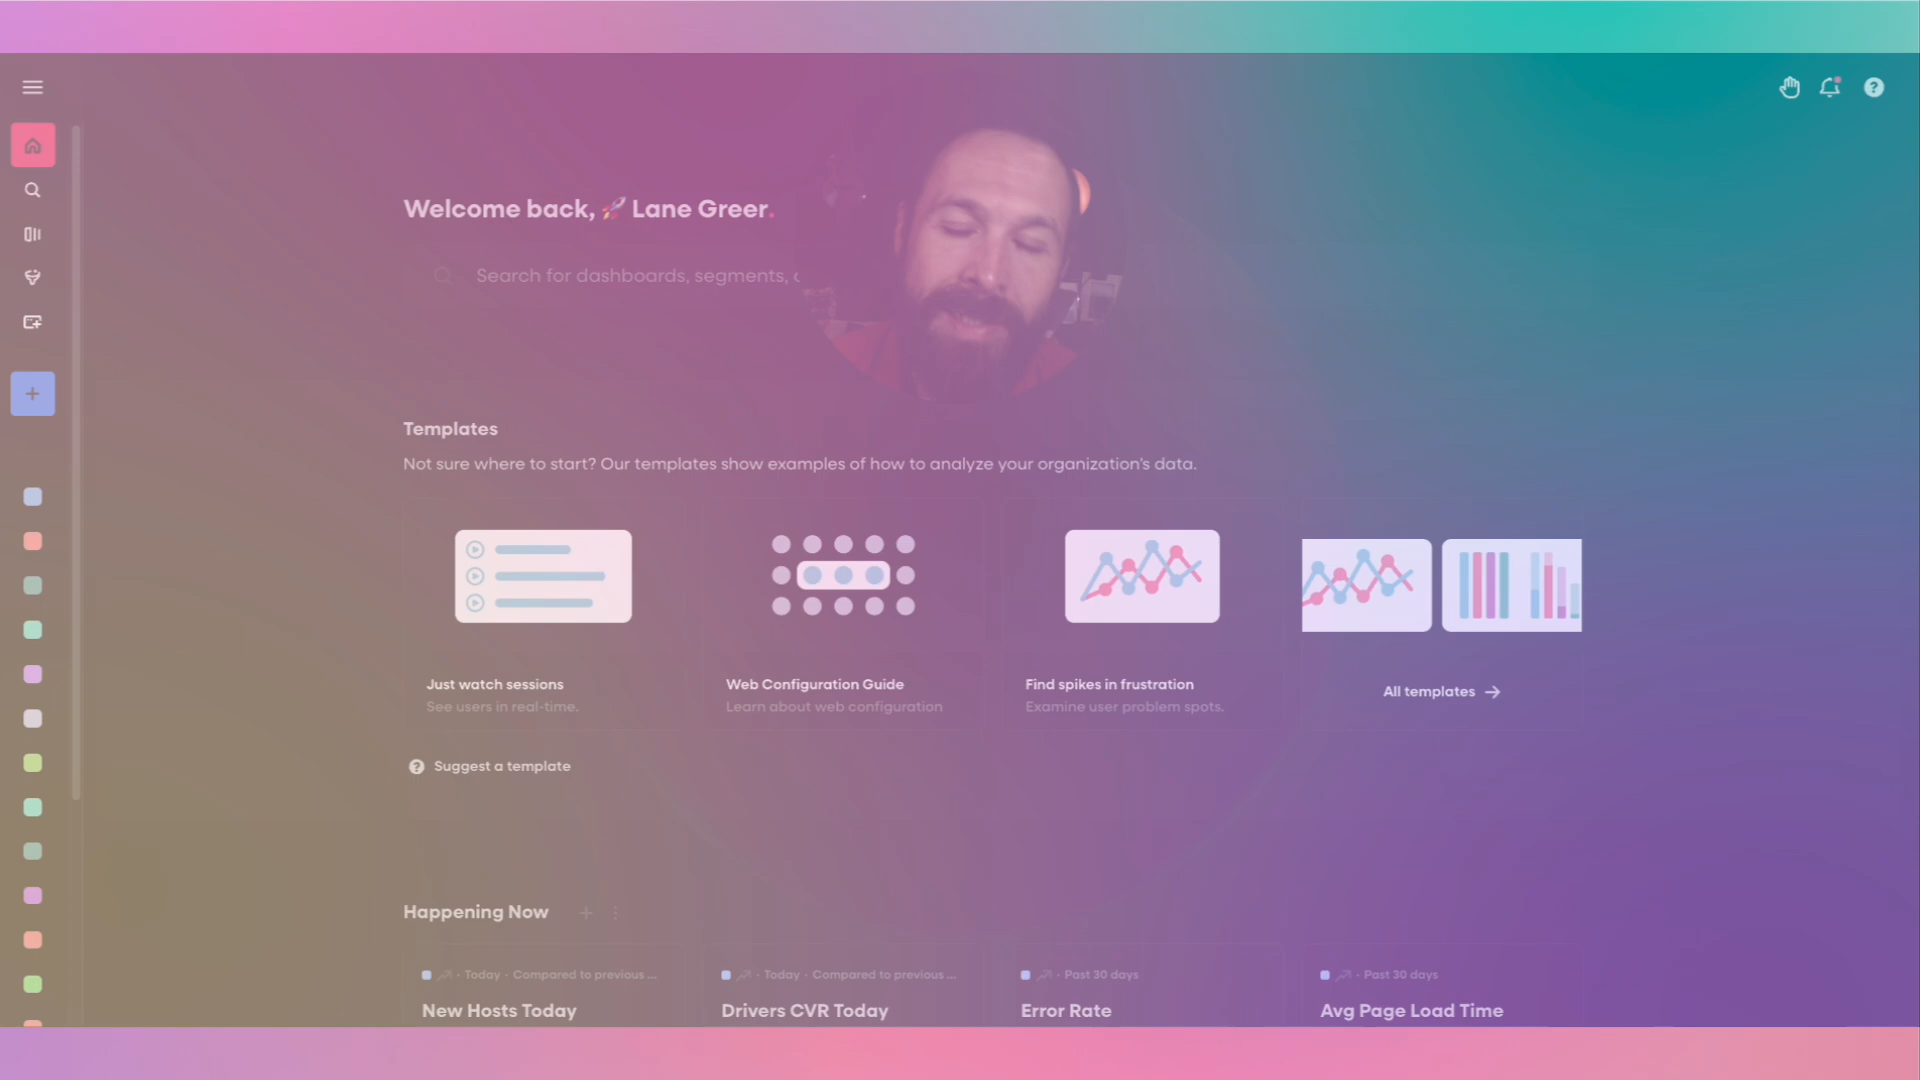 Welcome back, 🚀 Lane Greer.
Search for dashboards, segments,
Templates
Not sure where to start? Our templates show examples of how to analyze your organization's data.
Just watch sessions
See users in real-time.
Web Configuration Guide
Learn about web configuration
Find spikes in frustration
Examine user problem spots.
All templates →
Suggest a template
Happening Now
· Today · Compared to previous ...
New Hosts Today
· Today · Compared to previous ...
Drivers CVR Today
· Past 30 days
Error Rate
· Past 30 days
Avg Page Load Time